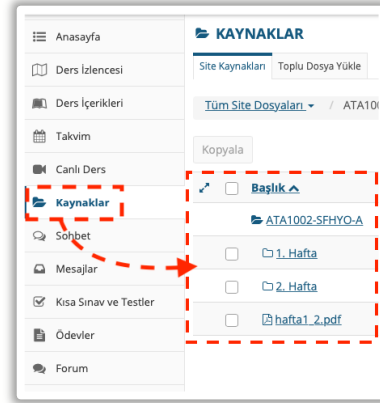 Anasayfa
Ders İzlencesi
Ders İçerikleri
Takvim
Canlı Ders
Kaynaklar
Sohbet
Mesajlar
Kısa Sınav ve Testler
Ödevler
Forum
KAYNAKLAR
Site Kaynakları Toplu Dosya Yükle
Tüm Site Dosyaları / ATA100
Kopyala
Başlık
ATA1002-SFHYO-A
1. Hafta
2. Hafta
hafta1_2.pdf